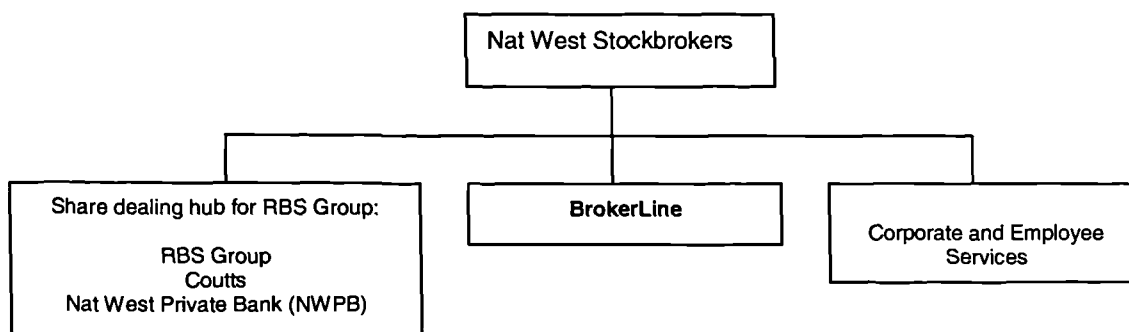 Nat West Stockbrokers
Share dealing hub for RBS Group:
RBS Group
Coutts
Nat West Private Bank (NWPB)
BrokerLine
Corporate and Employee
Services